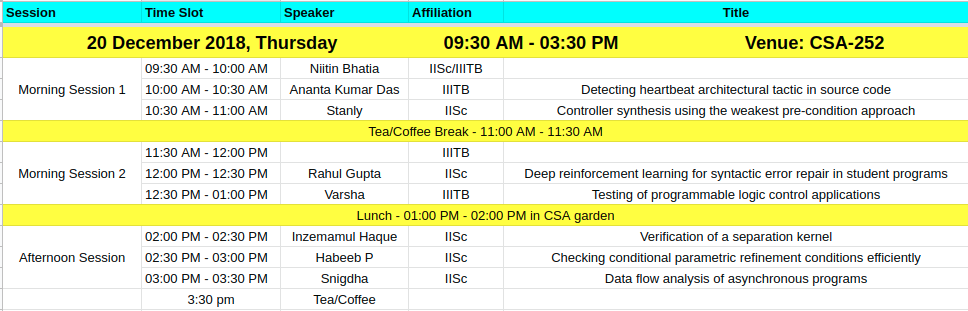 Session Time Slot Speaker Affiliation Title
20 December 2018, Thursday 09:30 AM - 03:30 PM Venue: CSA-252
09:30 AM - 10:00 AM Niitin Bhatia IISc/IIITB
Morning Session 1 10:00 AM - 10:30 AM Ananta Kumar Das IIITB Detecting heartbeat architectural tactic in source code
10:30 AM - 11:00 AM Stanly IISc Controller synthesis using the weakest pre-condition approach
Tea/Coffee Break - 11:00 AM - 11:30 AM
11:30 AM - 12:00 PM IIITB
Morning Session 2 12:00 PM - 12:30 PM Rahul Gupta IISc Deep reinforcement learning for syntactic error repair in student programs
12:30 PM - 01:00 PM Varsha IIITB Testing of programmable logic control applications
Lunch - 01:00 PM - 02:00 PM in CSA garden
02:00 PM - 02:30 PM Inzemamul Haque IISc Verification of a separation kernel
Afternoon Session 02:30 PM - 03:00 PM Habeeb P IISc Checking conditional parametric refinement conditions efficiently
03:00 PM - 03:30 PM Snigdha IISc Data flow analysis of asynchronous programs
3:30 pm Tea/Coffee